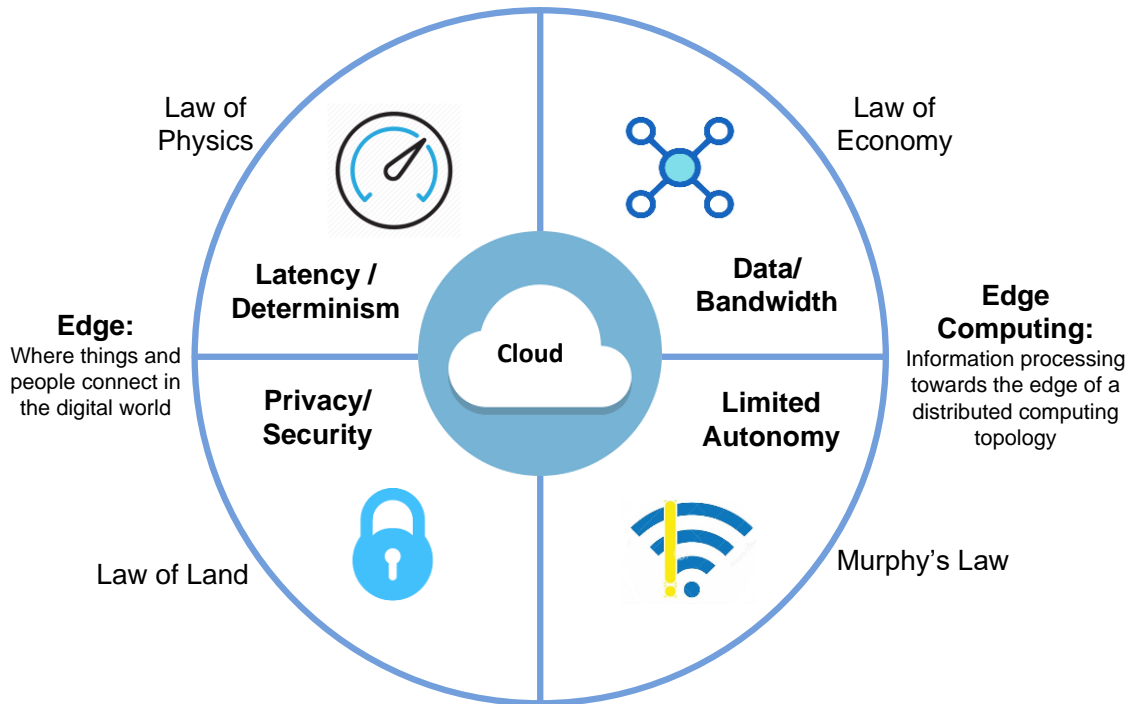 Law of
Physics
Law of
Economy
Latency /
Determinism
Data/
Bandwidth
Edge:
Where things and
people connect in
the digital world
Cloud
Edge
Computing:
Information processing
towards the edge of a
distributed computing
topology
Privacy/
Security
Limited
Autonomy
Law of Land
Murphy’s Law